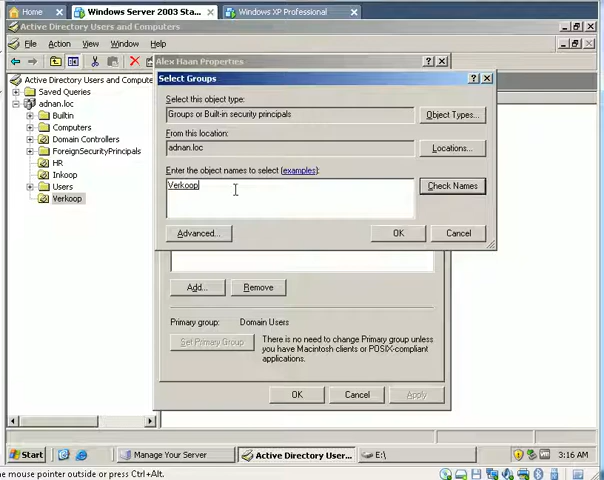 Home
Windows Server 2003 Stan...
Windows XP Professional
Active Directory Users and Computers
File Action View Window Help
Active Directory Users and Compute
Saved Queries
adnan.loc
Builtin
Computers
Domain Controllers
ForeignSecurityPrincipals
HR
Inkoop
Users
Verkoop
Alex Haan Properties
Select Groups
Select this object type:
Groups or Built-in security principals
Object Types...
From this location:
adnan.loc
Locations...
Enter the object names to select (examples):
Verkoop
Check Names
Advanced...
OK
Cancel
Add...
Remove
Primary group: Domain Users
Set Primary Group
There is no need to change Primary group unless
you have Macintosh clients or POSIX-compliant
applications.
OK
Cancel
Apply
Start
Manage Your Server
Active Directory User...
E:\
3:16 AM
he mouse pointer outside or press Ctrl+Alt.